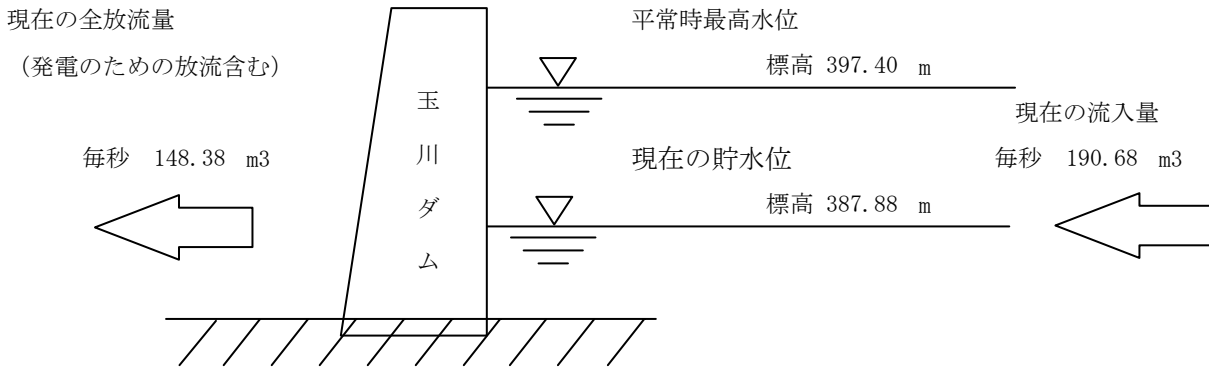 現在の全放流量
（発電のための放流含む）
毎秒 148.38 m3
玉川ダム
平常時最高水位
標高 397.40 m
現在の貯水位
標高 387.88 m
現在の流入量
毎秒 190.68 m3